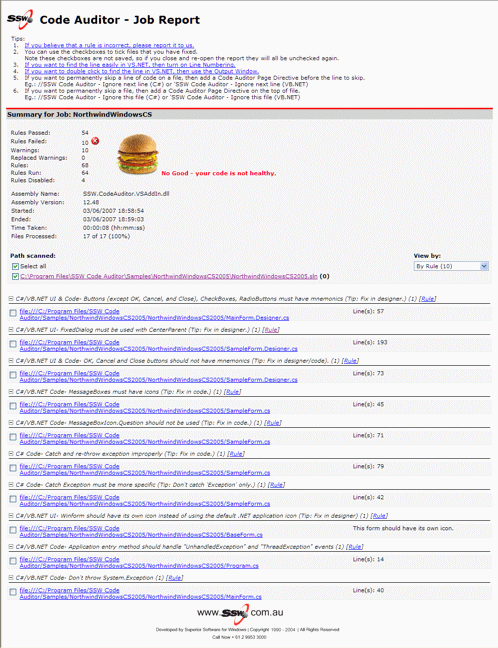 SSW Code Auditor - Job Report
Tips:
1. If you believe that a rule is incorrect, please report it to us.
2. You can use the checkboxes to tick files that you have fixed.
Note these checkboxes are not saved, so if you close and re-open the report they will all be unchecked again.
3. If you want to find the line easily in VS.NET, then turn on Line Numbering.
4. If you want to double click to find the line in VS.NET, use the Output Window.
5. If you want to permanently skip a line of code on a file, then add a Code Auditor Page Directive before the line to skip.
Eg.: //SSW Code Auditor - Ignore next line (C#) or 'SSW Code Auditor - Ignore next line (VB.NET)
6. If you want to permanently skip a file, then add a Code Auditor Page Directive on the top of file.
Eg.: //SSW Code Auditor - Ignore this file (C#) or 'SSW Code Auditor - Ignore this file (VB.NET)
Summary for Job: NorthwindWindowsCS
Rules Passed: 54
Rules Failed: 10
Warnings: 10
Replaced Warnings: 0
Rules: 68
Rules Run: 64
Rules Disabled: 4
No Good - your code is not healthy.
Assembly Name: SSW.CodeAuditor.VSAddIn.dll
Assembly Version: 12.48
Started: 03/06/2007 18:58:54
Ended: 03/06/2007 18:59:03
Time Taken: 00:00:08 (hh:mm:ss)
Files Processed: 17 of 17 (100%)
Path scanned: View by:
Select all By Rule (10)
C:\Program Files\SSW Code Auditor\Samples\NorthwindWindowsCS2005\NorthwindWindowsCS2005.sln (0)
C#/VB.NET UI & Code- Buttons (except OK, Cancel, and Close), CheckBoxes, RadioButtons must have mnemonics (Tip: Fix in designer.) (1) [Rule]
file:///C:/Program Files/SSW Code Line(s): 57
Auditor/Samples/NorthwindWindowsCS2005/MainForm.Designer.cs
C#/VB.NET UI- FixedDialog must be used with CenterParent (Tip: Fix in designer.) (1) [Rule]
file:///C:/Program Files/SSW Code Line(s): 193
Auditor/Samples/NorthwindWindowsCS2005/SampleForm.Designer.cs
C#/VB.NET UI & Code- OK, Cancel and Close buttons should not have mnemonics (Tip: Fix in designer/code). (1) [Rule]
file:///C:/Program Files/SSW Code Line(s): 73
Auditor/Samples/NorthwindWindowsCS2005/SampleForm.Designer.cs
C#/VB.NET Code- MessageBoxes must have icons (Tip: Fix in code.) (1) [Rule]
file:///C:/Program Files/SSW Code Line(s): 45
Auditor/Samples/NorthwindWindowsCS2005/SampleForm.cs
C#/VB.NET Code- MessageBoxIcon.Question should not be used (Tip: Fix in code.) (1) [Rule]
file:///C:/Program Files/SSW Code Line(s): 71
Auditor/Samples/NorthwindWindowsCS2005/SampleForm.cs
C# Code- Catch and re-throw exception improperly (Tip: Fix in code.) (1) [Rule]
file:///C:/Program Files/SSW Code Line(s): 79
Auditor/Samples/NorthwindWindowsCS2005/SampleForm.cs
C# Code- Catch Exception must be more specific (Tip: Don't catch 'Exception' only.) (1) [Rule]
file:///C:/Program Files/SSW Code Line(s): 42
Auditor/Samples/NorthwindWindowsCS2005/SampleForm.cs
C#/VB.NET UI- Winform should have its own icon instead of using the default .NET application icon (Tip: Fix in designer) (1) [Rule]
file:///C:/Program Files/SSW Code This form should have its own icon.
Auditor/Samples/NorthwindWindowsCS2005/BaseForm.cs
C#/VB.NET Code- Application entry method should handle "UnhandledException" and "ThreadException" events (1) [Rule]
file:///C:/Program Files/SSW Code Line(s): 14
Auditor/Samples/NorthwindWindowsCS2005/Program.cs
C#/VB.NET Code- Don't throw System.Exception (1) [Rule]
file:///C:/Program Files/SSW Code Line(s): 40
Auditor/Samples/NorthwindWindowsCS2005/MainForm.cs
www.SSW.com.au
Developed by Superior Software for Windows | Copyright 1990 - 2004 | All Rights Reserved
Call Now + 61 2 9953 3000